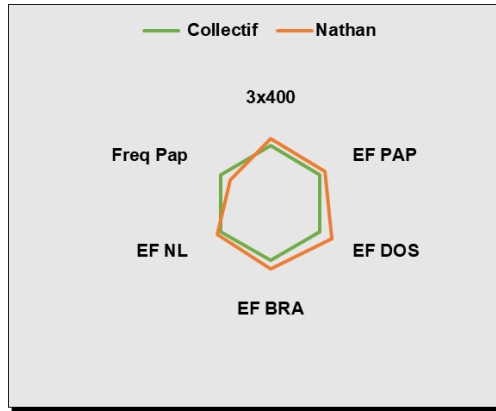 Collectif Nathan
3x400
Freq Pap EF PAP
EF NL EF DOS
EF BRA